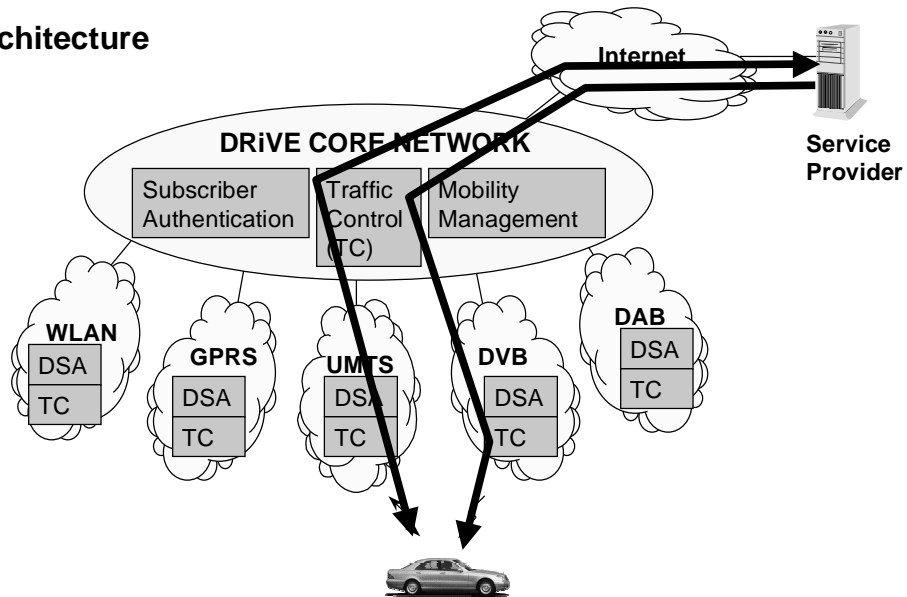 chitecture
Internet
Service
Provider
DRiVE CORE NETWORK
Subscriber
Authentication
Traffic
Control
(TC)
Mobility
Management
WLAN
DSA
TC
GPRS
DSA
TC
UMTS
DSA
TC
DVB
DSA
TC
DAB
DSA
TC